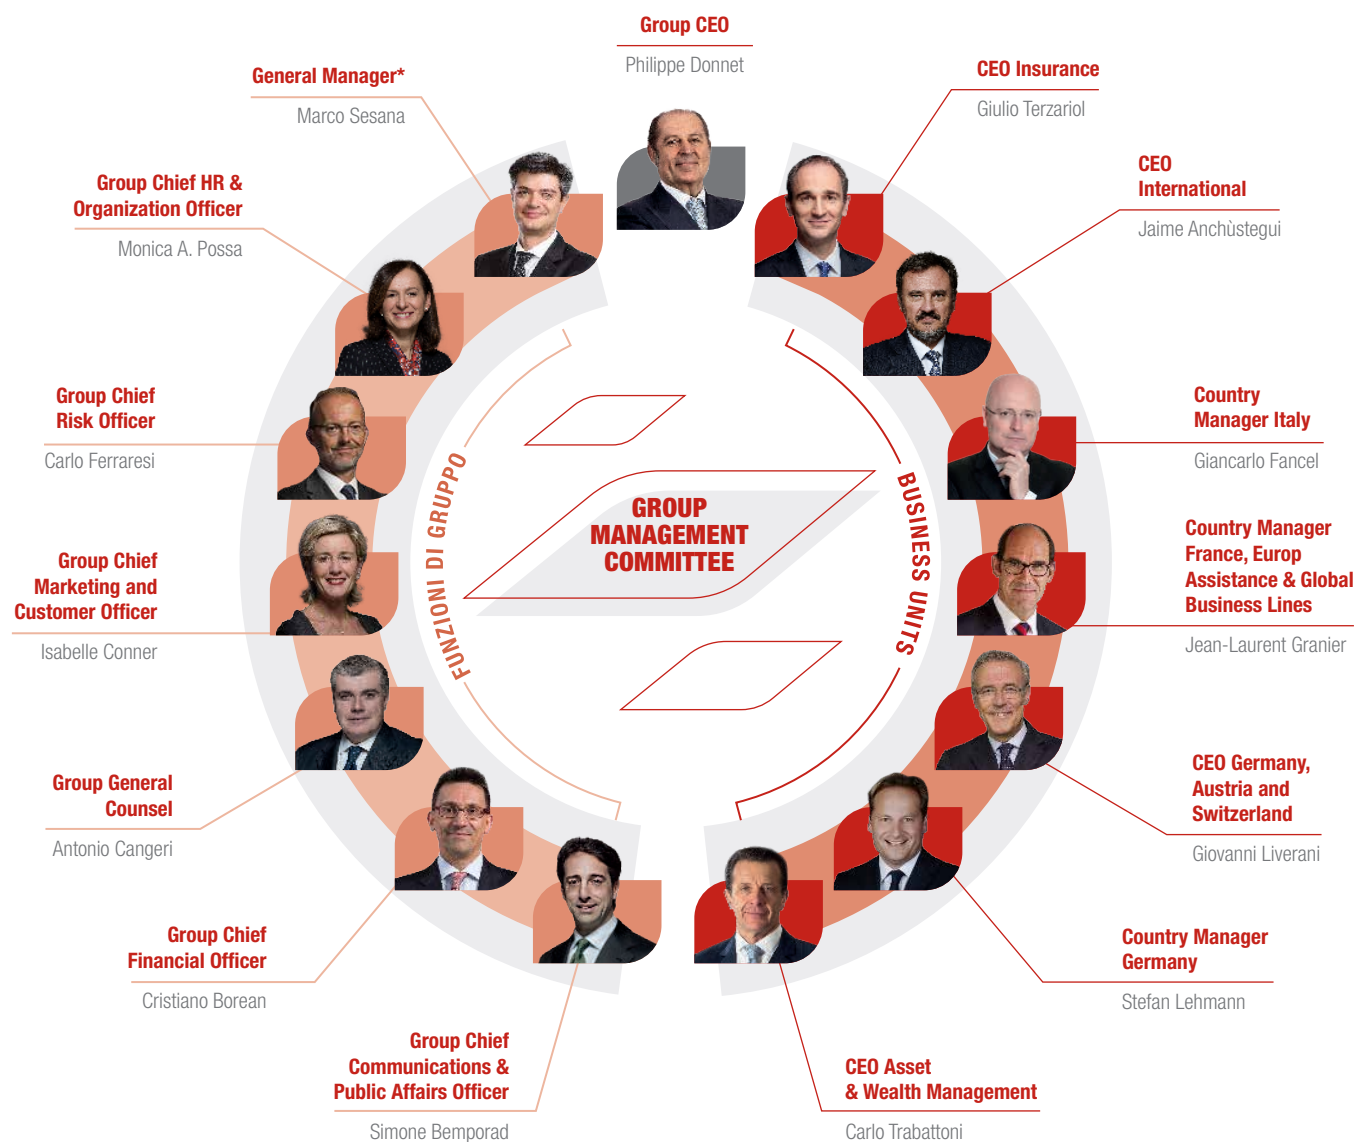 Group CEO
Philippe Donnet
General Manager*
Marco Sesana
Group Chief HR &
Organization Officer
Monica A. Possa
Group Chief
Risk Officer
Carlo Ferraresi
Group Chief
Marketing and
Customer Officer
Isabelle Conner
Group General
Counsel
Antonio Cangeri
Group Chief
Financial Officer
Cristiano Borean
Group Chief
Communications &
Public Affairs Officer
Simone Bemporad
FUNZIONI DI GRUPPO
GROUP
MANAGEMENT
COMMITTEE
BUSINESS UNITS
CEO Insurance
Giulio Terzariol
CEO
International
Jaime Anchùstegui
Country
Manager Italy
Giancarlo Fancel
Country Manager
France, Europ
Assistance & Global
Business Lines
Jean-Laurent Granier
CEO Germany,
Austria and
Switzerland
Giovanni Liverani
Country Manager
Germany
Stefan Lehmann
CEO Asset
& Wealth Management
Carlo Trabattoni